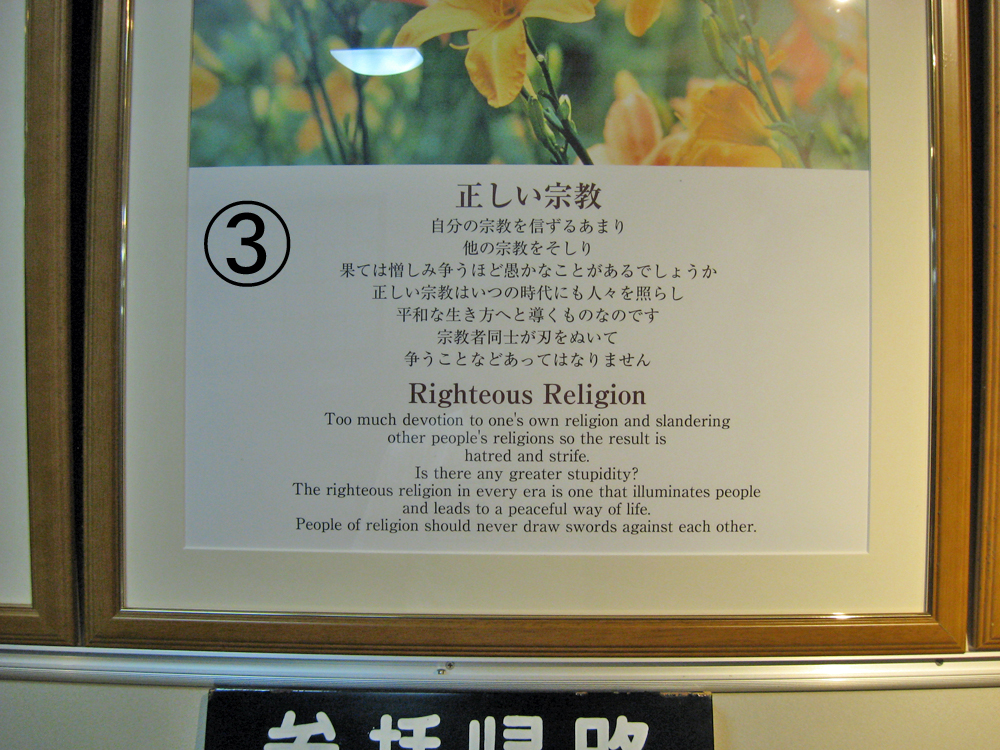 正しい宗教
③
自分の宗教を信ずるあまり
他の宗教をそしり
果ては憎しみ争うほど愚かなことがあるでしょうか
正しい宗教はいつの時代にも人々を照らし
平和な生き方へと導くものなのです
宗教者同士が刃をぬいて
争うことなどあってはなりません
Righteous Religion
Too much devotion to one's own religion and slandering
other people's religions so the result is
hatred and strife.
Is there any greater stupidity?
The righteous religion in every era is one that illuminates people
and leads to a peaceful way of life.
People of religion should never draw swords against each other.